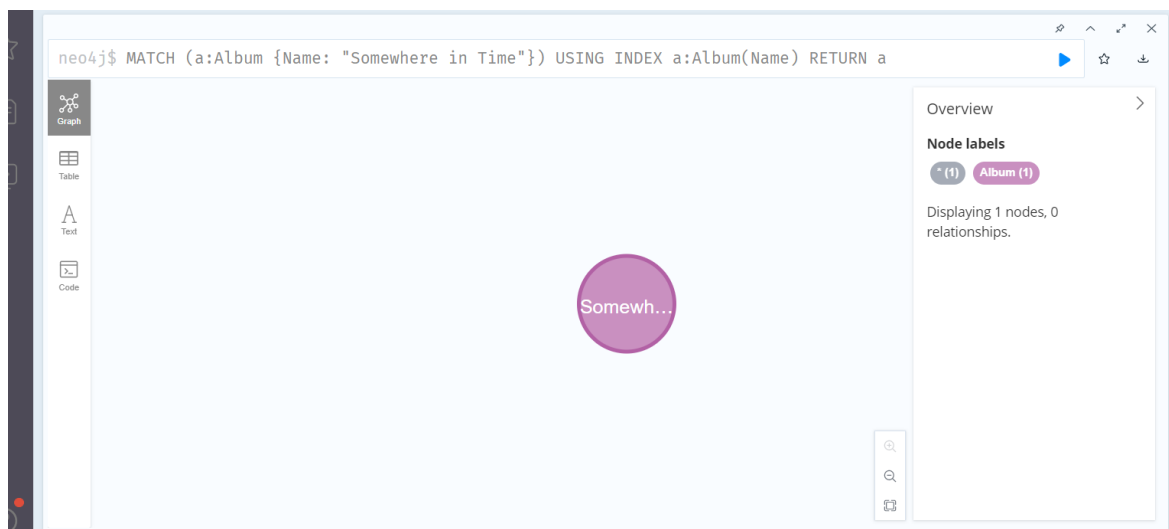 neo4j$ MATCH (a:Album {Name: "Somewhere in Time"}) USING INDEX a:Album(Name) RETURN a
Graph
Table
A
Text
Code
Somewh...
Overview
Node labels
* (1) Album (1)
Displaying 1 nodes, 0
relationships.